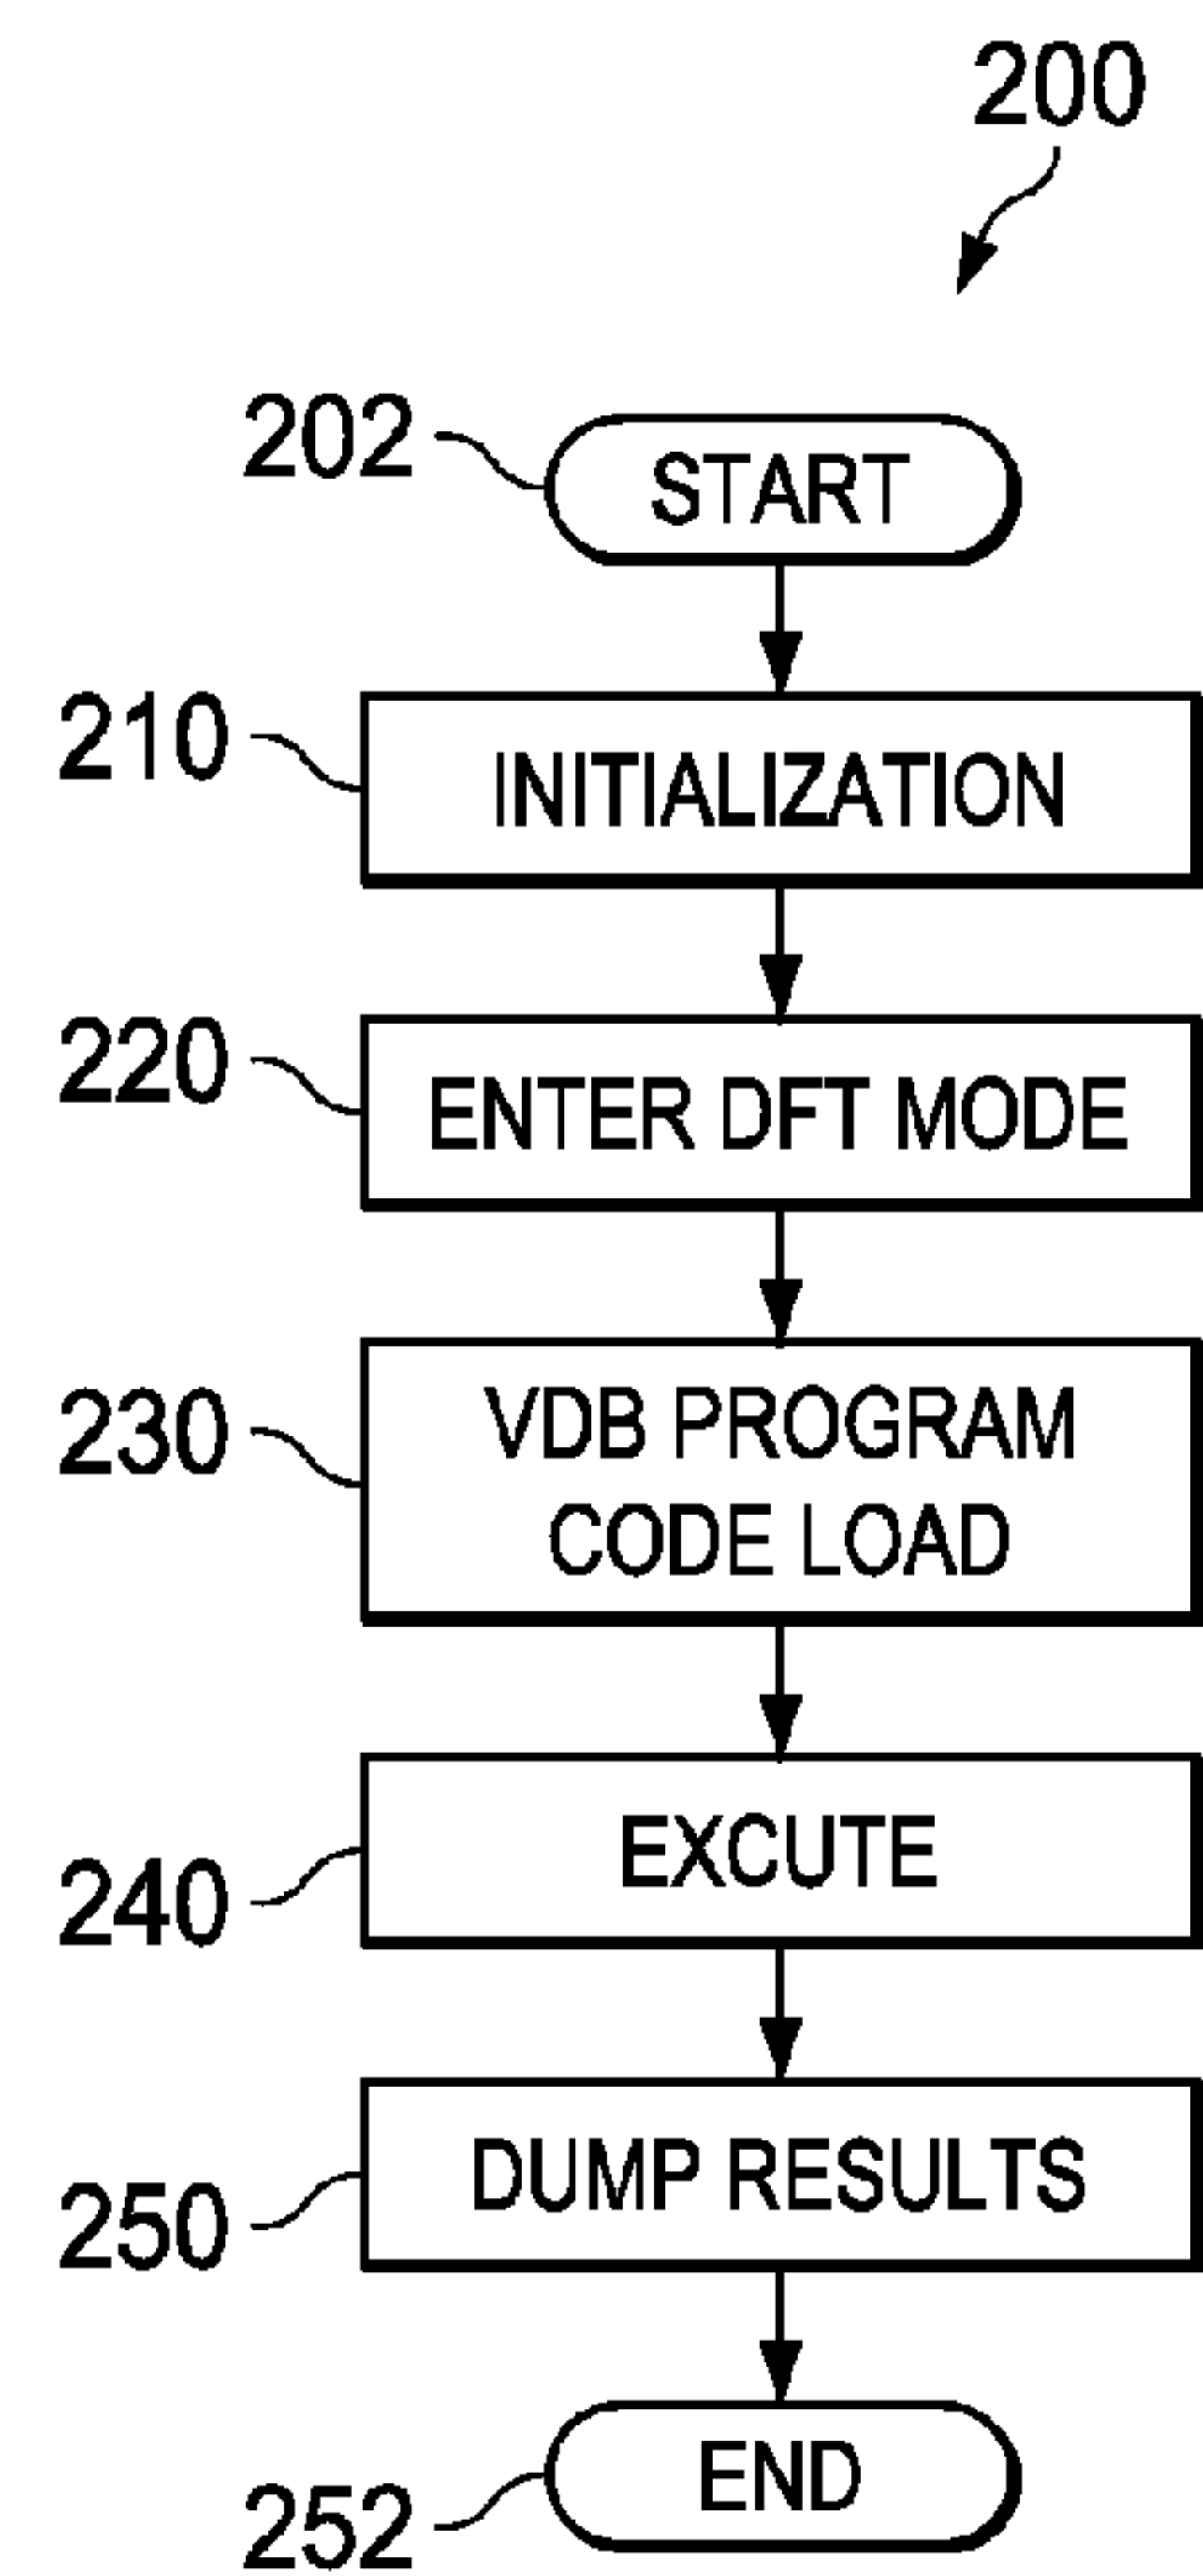 200
202
START
210
INITIALIZATION
220
ENTER DFT MODE
230
VDB PROGRAM
CODE LOAD
240
EXCUTE
250
DUMP RESULTS
252
END